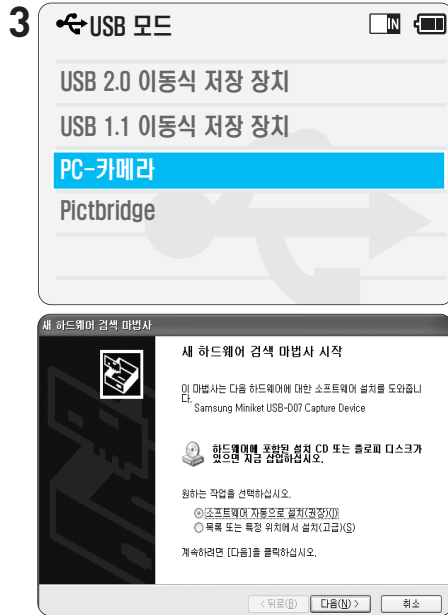 3
USB 모드
IN
USB 2.0 이동식 저장 장치
USB 1.1 이동식 저장 장치
PC-카메라
Pictbridge
새 하드웨어 검색 마법사
새 하드웨어 검색 마법사 시작
이 마법사는 다음 하드웨어에 대한 소프트웨어 설치를 도와줍니
다.
Samsung Miniket USB-D07 Capture Device
하드웨어에 포함된 설치 CD 또는 플로피 디스크가
있으면 지금 삽입하십시오.
원하는 작업을 선택하십시오.
소프트웨어 자동으로 설치(권장)(I)
목록 또는 특정 위치에서 설치(고급)(S)
계속하려면 [다음]을 클릭하십시오.
< 뒤로(B) 다음(N) > 취소